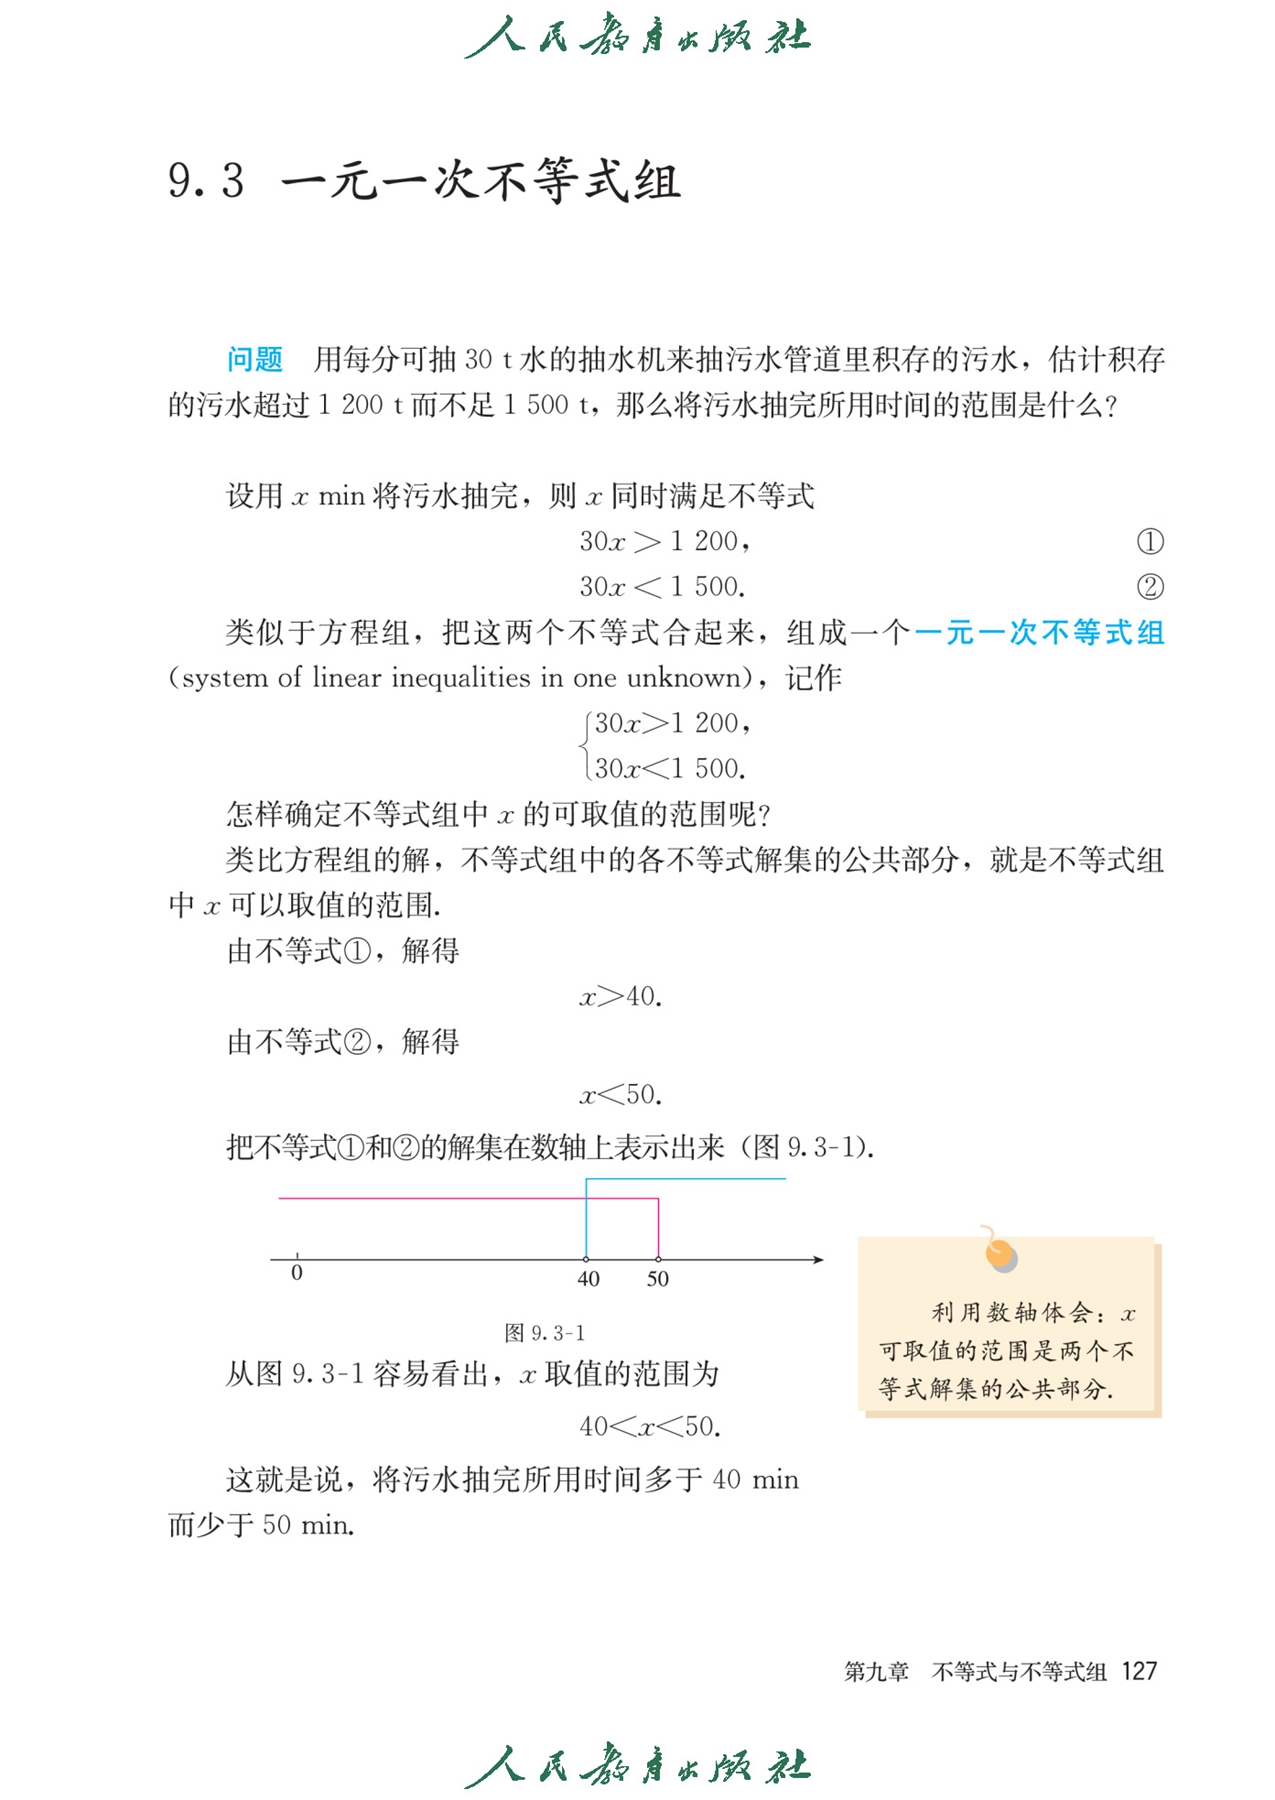 人民教育出版社
9.3 一元一次不等式组
问题 用每分可抽 30 t 水的抽水机来抽污水管道里积存的污水，估计积存
的污水超过 1 200 t 而不足 1 500 t，那么将污水抽完所用时间的范围是什么?
设用 x min 将污水抽完，则 x 同时满足不等式
30x＞1 200， ①
30x＜1 500. ②
类似于方程组，把这两个不等式合起来，组成一个一元一次不等式组
(system of linear inequalities in one unknown)，记作
{30x＞1 200，
30x＜1 500.
怎样确定不等式组中 x 的可取值的范围呢?
类比方程组的解，不等式组中的各不等式解集的公共部分，就是不等式组
中 x 可以取值的范围.
由不等式①，解得
x＞40.
由不等式②，解得
x＜50.
把不等式①和②的解集在数轴上表示出来（图 9.3-1).
0 40 50
图 9.3-1
利用数轴体会：x
可取值的范围是两个不
等式解集的公共部分.
从图 9.3-1 容易看出，x 取值的范围为
40＜x＜50.
这就是说，将污水抽完所用时间多于 40 min
而少于 50 min.
第九章 不等式与不等式组 127
人民教育出版社